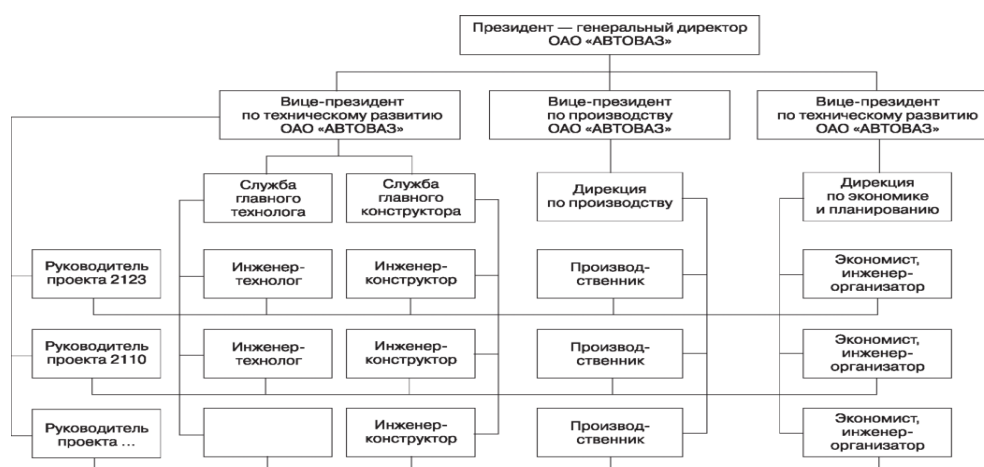 Президент — генеральный директор
ОАО «АВТОВАЗ»
Вице-президент
по техническому развитию
ОАО «АВТОВАЗ»
Вице-президент
по производству
ОАО «АВТОВАЗ»
Вице-президент
по техническому развитию
ОАО «АВТОВАЗ»
Служба
главного
технолога
Служба
главного
конструктора
Дирекция
по производству
Дирекция
по экономике
и планированию
Руководитель
проекта 2123
Инженер-
технолог
Инженер-
конструктор
Производ-
ственник
Экономист,
инженер-
организатор
Руководитель
проекта 2110
Инженер-
технолог
Инженер-
конструктор
Производ-
ственник
Экономист,
инженер-
организатор
Руководитель
проекта ...
Инженер-
конструктор
Производ-
ственник
Экономист,
инженер-
организатор